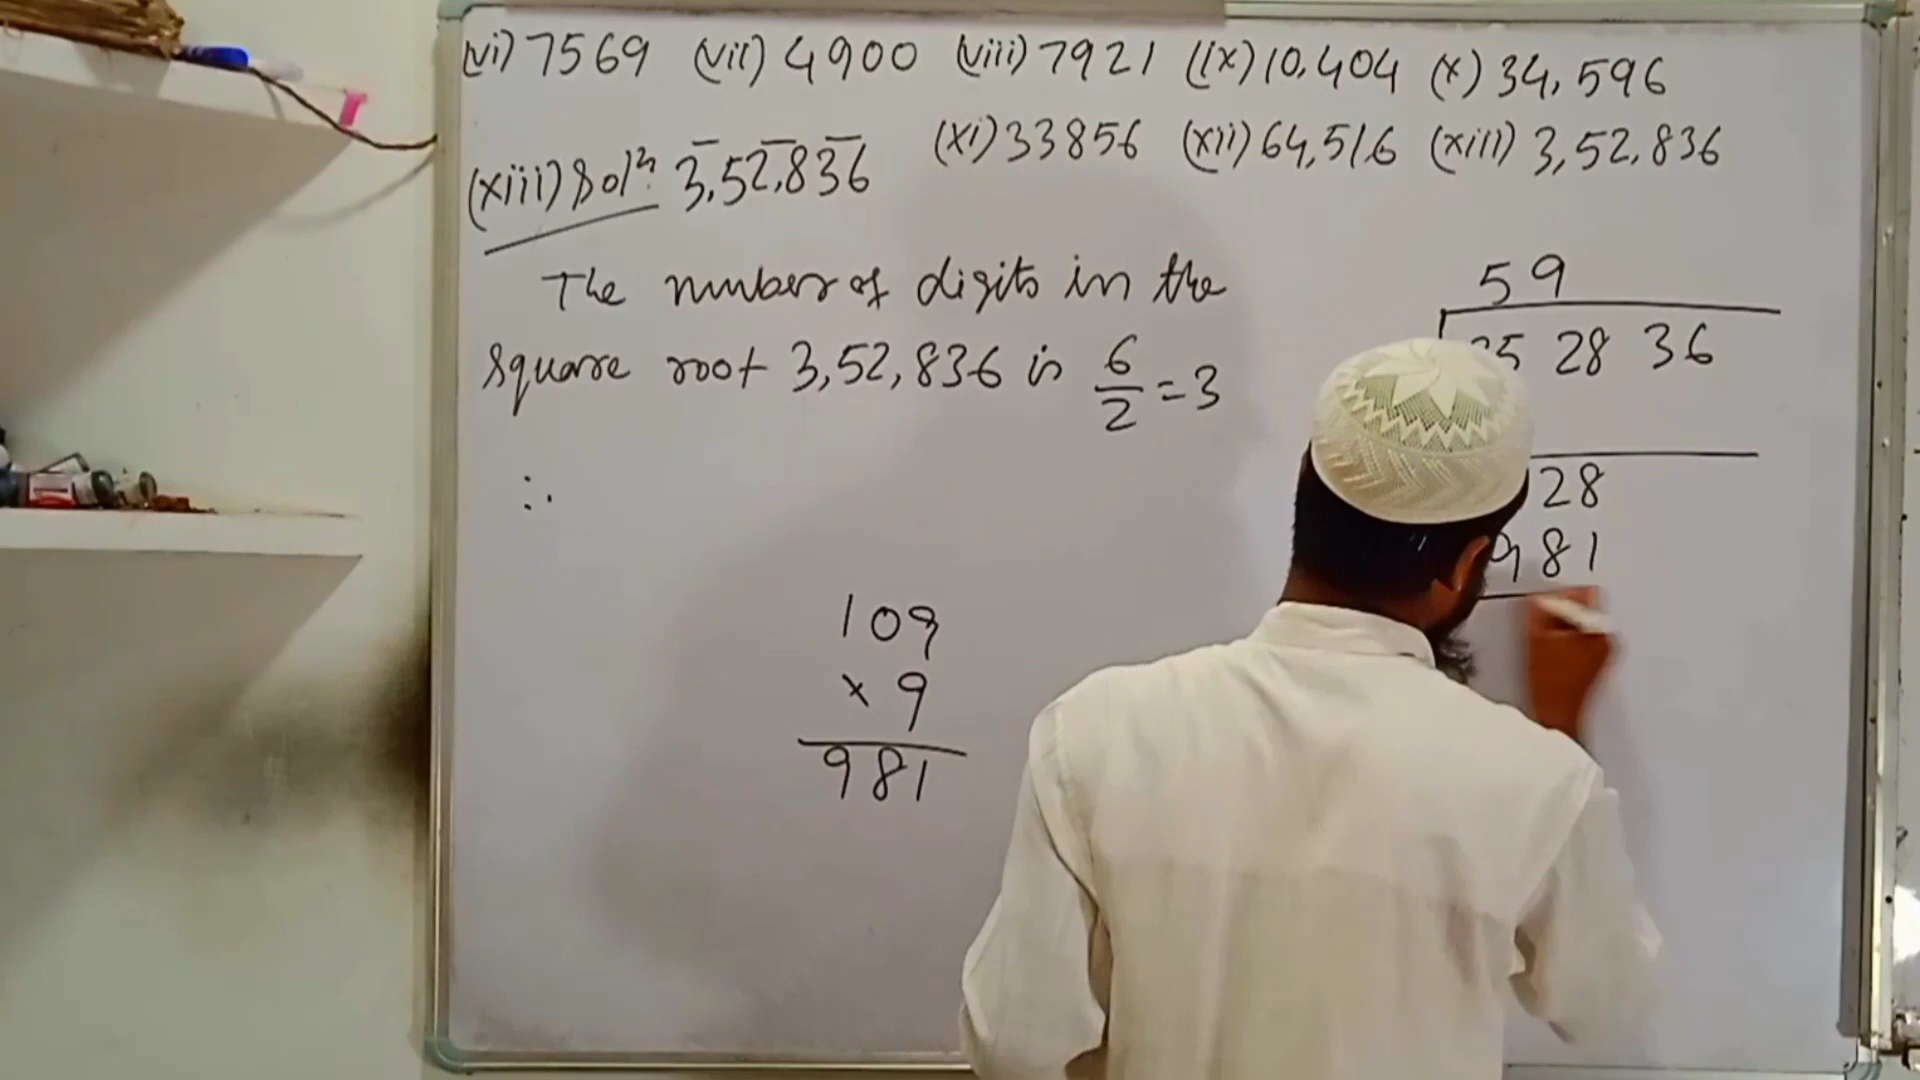 (vi) 7569 (vii) 4900 (viii) 7921 (ix) 10,404 (x) 34,596
(xi) 33856 (xii) 64,516 (xiii) 3,52,836
(xiii) Solⁿ. 3,52,836
The number of digits in the
square root 3,52,836 is 6/2 = 3
∴
109
× 9
981
59
5 28 36
28
981